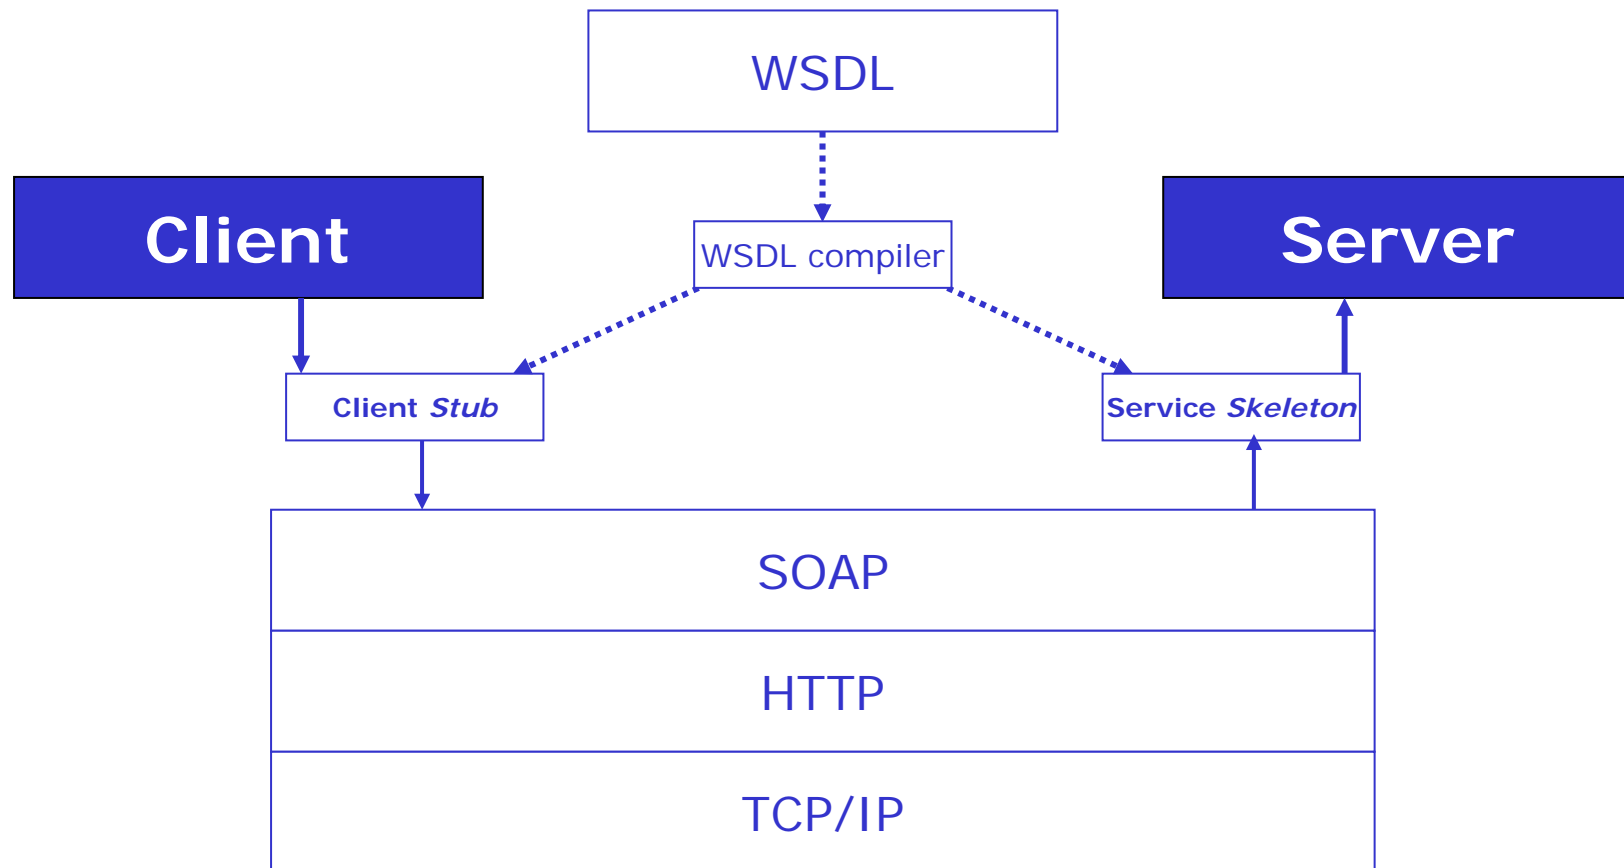 WSDL
Client
WSDL compiler
Server
Client Stub
Service Skeleton
SOAP
HTTP
TCP/IP